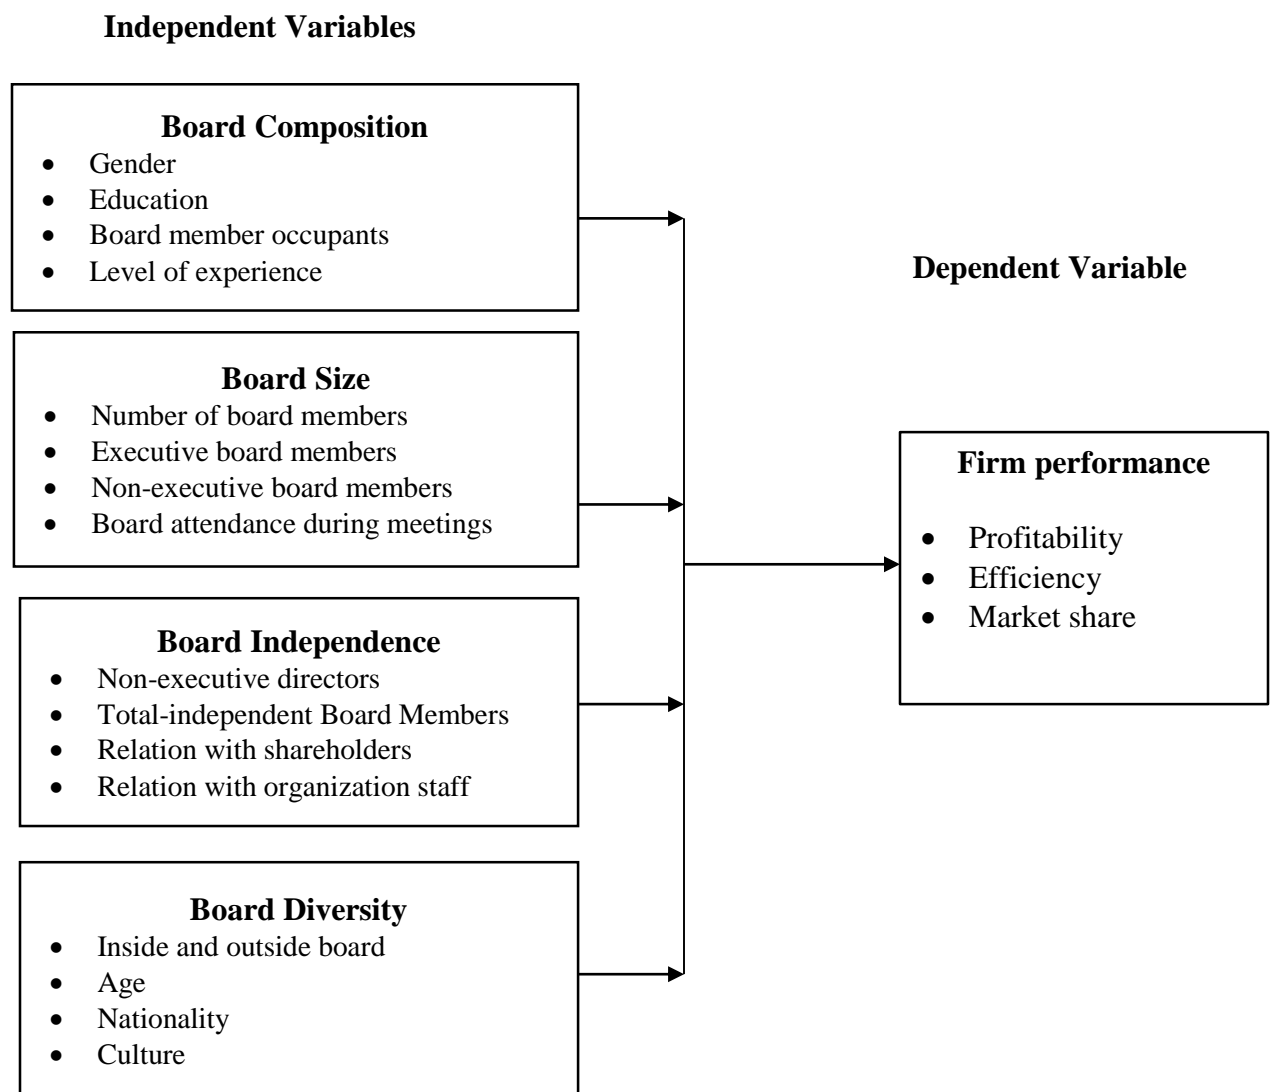 Independent Variables
Board Composition
• Gender
• Education
• Board member occupants
• Level of experience
Dependent Variable
Board Size
• Number of board members
• Executive board members
• Non-executive board members
• Board attendance during meetings
Firm performance
• Profitability
• Efficiency
• Market share
Board Independence
• Non-executive directors
• Total-independent Board Members
• Relation with shareholders
• Relation with organization staff
Board Diversity
• Inside and outside board
• Age
• Nationality
• Culture